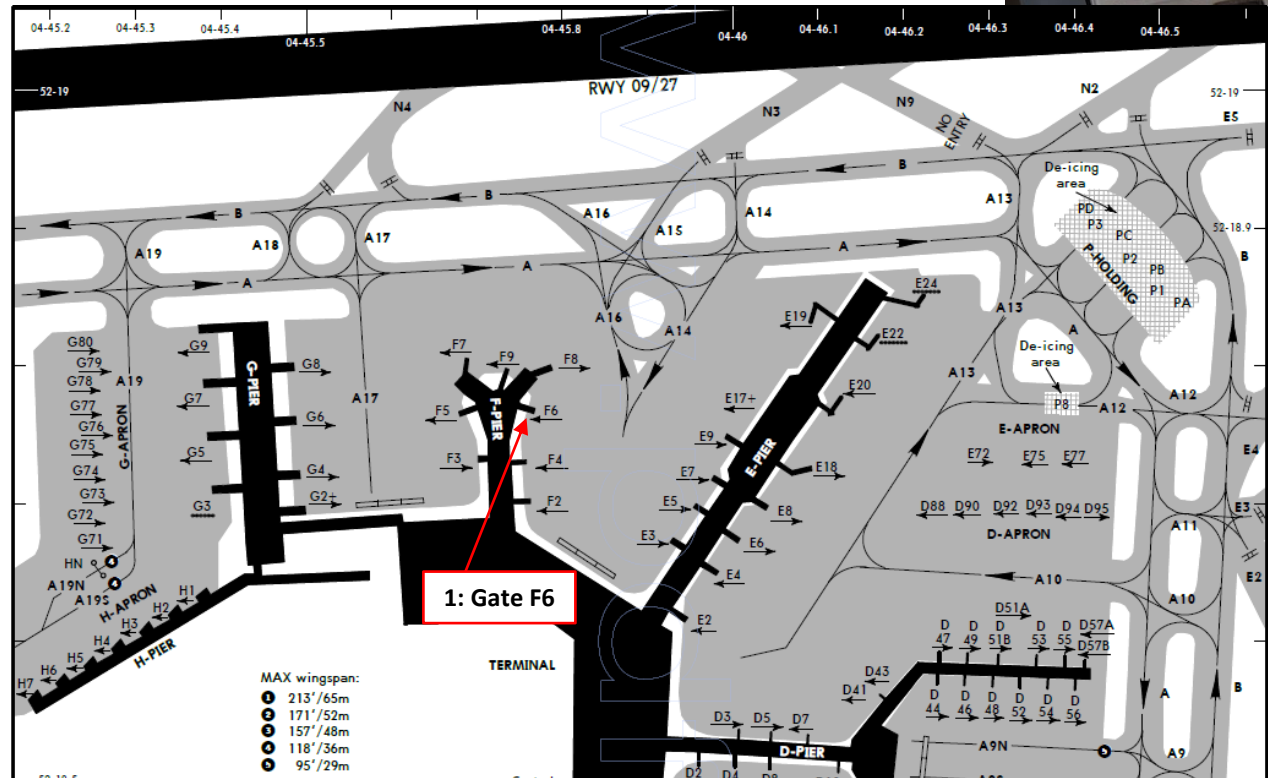 04-45.2
04-45.3
04-45.4
04-45.5
04-45.8
04-46
04-46.1
04-46.2
04-46.3
04-46.4
04-46.5
52-19
RWY 09/27
52-19
N4
N3
N9
N2
E5
NO
ENTRY
B
B
B
De-icing
area
A13
PD
P3
PC
P2
PB
P1
PA
P-HOLDING
52-18.9
B
A19
A18
A17
A16
A15
A14
A
A
A
A16
A14
A13
A
A13
De-icing
area
P8
A12
A12
E-APRON
E72
E75
E77
E4
E3
E2
G80
G79
G78
G77
G76
G75
G74
G73
G72
G71
A19
G-APRON
G9
G7
G5
G3
G-PIER
G8
G6
G4
G2+
A17
F7
F9
F8
F5
F6
F3
F4
F2
F-PIER
E24
E19
E22
E20
E17+
E9
E7
E18
E5
E8
E3
E6
E4
E2
E-PIER
D88
D90
D92
D93
D94
D95
D-APRON
A11
A10
A10
HN
4
4
A19N
A19S
H-APRON
H1
H2
H3
H4
H5
H6
H7
H-PIER
1: Gate F6
TERMINAL
D51A
D57A
D
47
D
49
D
51B
D
53
D
55
D57B
D43
D41
D
44
D
46
D
48
D
52
D
54
D
56
A
B
MAX wingspan:
1 213'/65m
2 171'/52m
3 157'/48m
4 118'/36m
5 95'/29m
D3
D5
D7
D-PIER
A9N
5
A9